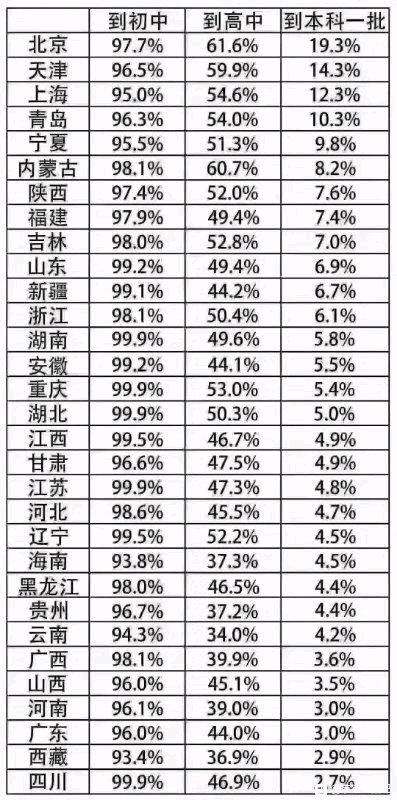 到初中 到高中 到本科一批
北京 97.7% 61.6% 19.3%
天津 96.5% 59.9% 14.3%
上海 95.0% 54.6% 12.3%
青岛 96.3% 54.0% 10.3%
宁夏 95.5% 51.3% 9.8%
内蒙古 98.1% 60.7% 8.2%
陕西 97.4% 52.0% 7.6%
福建 97.9% 49.4% 7.4%
吉林 98.0% 52.8% 7.0%
山东 99.2% 49.4% 6.9%
新疆 99.1% 44.2% 6.7%
浙江 98.1% 50.4% 6.1%
湖南 99.9% 49.6% 5.8%
安徽 99.2% 44.1% 5.5%
重庆 99.9% 53.0% 5.4%
湖北 99.9% 50.3% 5.0%
江西 99.5% 46.7% 4.9%
甘肃 96.6% 47.5% 4.9%
江苏 99.9% 47.3% 4.8%
河北 98.6% 45.5% 4.7%
辽宁 99.5% 52.2% 4.5%
海南 93.8% 37.3% 4.5%
黑龙江 98.0% 46.5% 4.4%
贵州 96.7% 37.2% 4.4%
云南 94.3% 34.0% 4.2%
广西 98.1% 39.9% 3.6%
山西 96.0% 45.1% 3.5%
河南 96.1% 39.0% 3.0%
广东 96.0% 44.0% 3.0%
西藏 93.4% 36.9% 2.9%
四川 99.9% 46.9% 2.7%